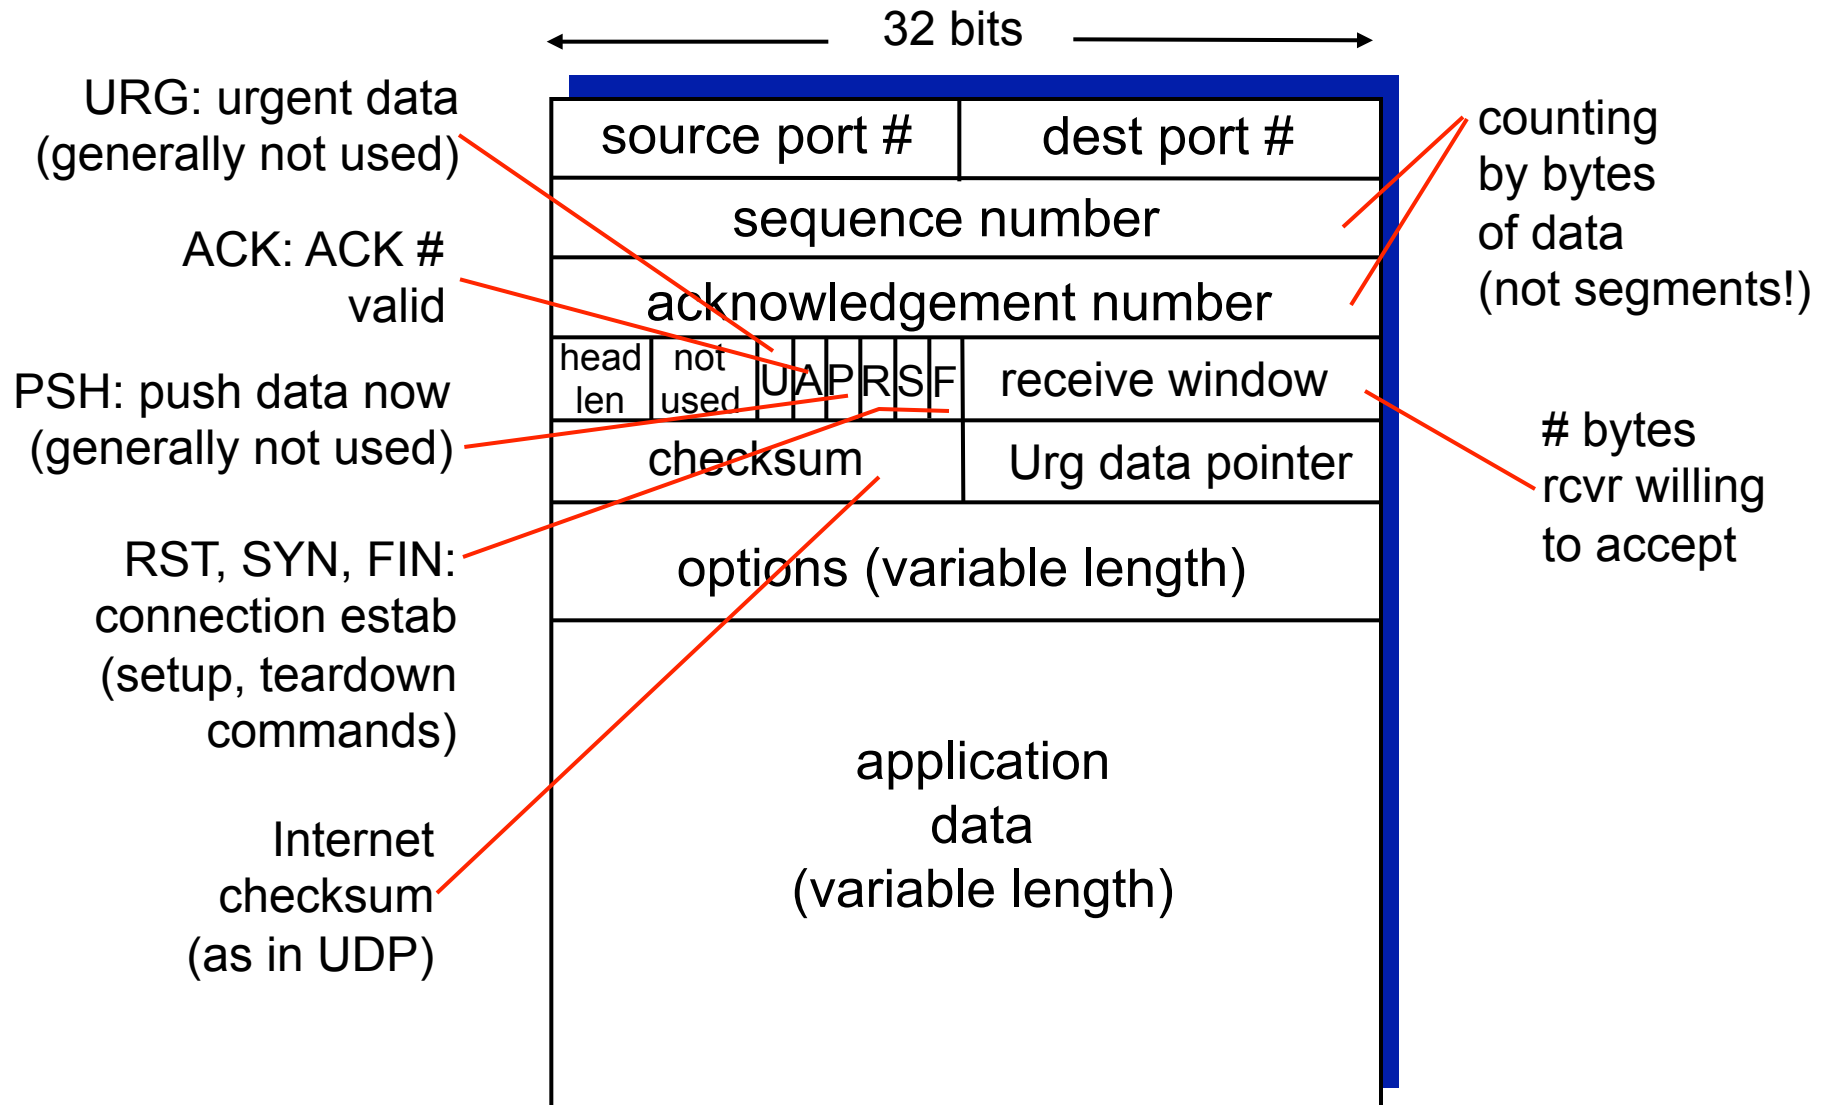 32 bits
URG: urgent data
(generally not used)
ACK: ACK #
valid
PSH: push data now
(generally not used)
RST, SYN, FIN:
connection estab
(setup, teardown
commands)
Internet
checksum
(as in UDP)
source port #
dest port #
sequence number
acknowledgement number
head
len
not
used
U
A
P
R
S
F
receive window
checksum
Urg data pointer
options (variable length)
application
data
(variable length)
counting
by bytes
of data
(not segments!)
# bytes
rcvr willing
to accept